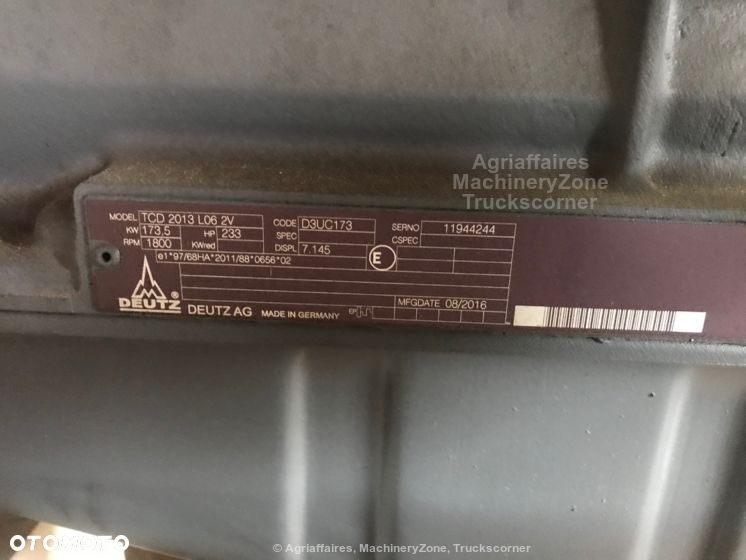 Agriaffaires
MachineryZone
Truckscorner
MODEL TCD 2013 L06 2V CODE D3UC173 SERNO 11944244
KW 173,5 HP 233 SPEC CSPEC
RPM 1800 KWred DISPL 7.145 E
e1*97/68HA*2011/88*0656*02
MFGDATE 08/2016
DEUTZ ® DEUTZ AG MADE IN GERMANY EP
OTOMOTO
© Agriaffaires, MachineryZone, Truckscorner